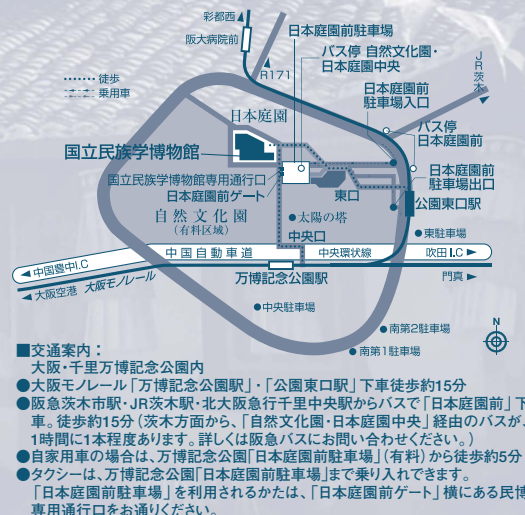 彩都西
阪大病院前
R171
日本庭園前駐車場
バス停 自然文化園・
日本庭園中央
JR茨木
‥‥‥徒歩
乗用車
日本庭園
日本庭園前
駐車場入口
バス停
日本庭園前
国立民族学博物館
国立民族学博物館専用通行口
日本庭園前ゲート
日本庭園前
駐車場出口
東口
公園東口駅
自然文化園
(有料区域)
●太陽の塔
中央口
●東駐車場
中国自動車道
中央環状線
吹田I.C▶
◀中国豊中I.C
◀大阪空港 大阪モノレール
万博記念公園駅
門真▶
●中央駐車場
●南第2駐車場
●南第1駐車場
N
■交通案内:
大阪・千里万博記念公園内
●大阪モノレール「万博記念公園駅」・「公園東口駅」下車徒歩約15分
●阪急茨木市駅・JR茨木駅・北大阪急行千里中央駅からバスで「日本庭園前」下
車。徒歩約15分(茨木方面から、「自然文化園・日本庭園中央」経由のバスが、
1時間に1本程度あります。詳しくは阪急バスにお問い合わせください。)
●自家用車の場合は、万博記念公園「日本庭園前駐車場」(有料)から徒歩約5分
●タクシーは、万博記念公園「日本庭園前駐車場」まで乗り入れできます。
「日本庭園前駐車場」を利用されるかたは、「日本庭園前ゲート」横にある民博
専用通行口をお通りください。